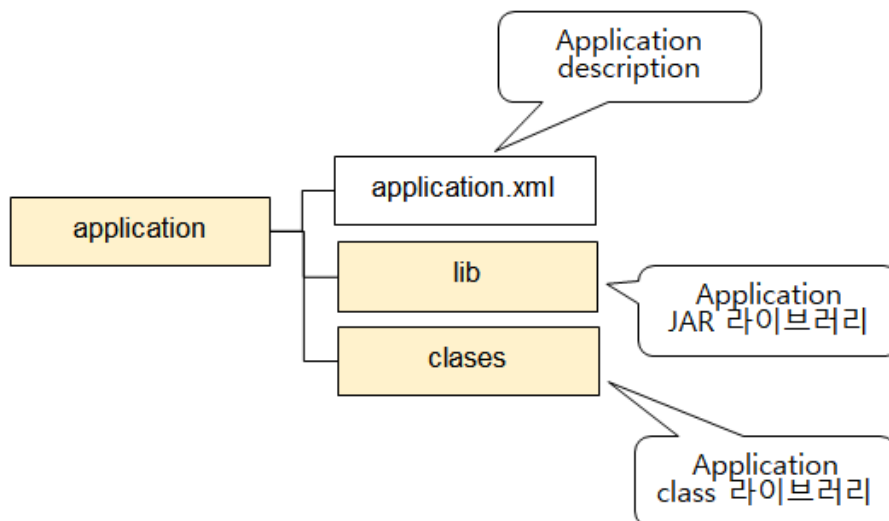 Application
description
application.xml
application
lib
Application
JAR 라이브러리
clases
Application
class 라이브러리